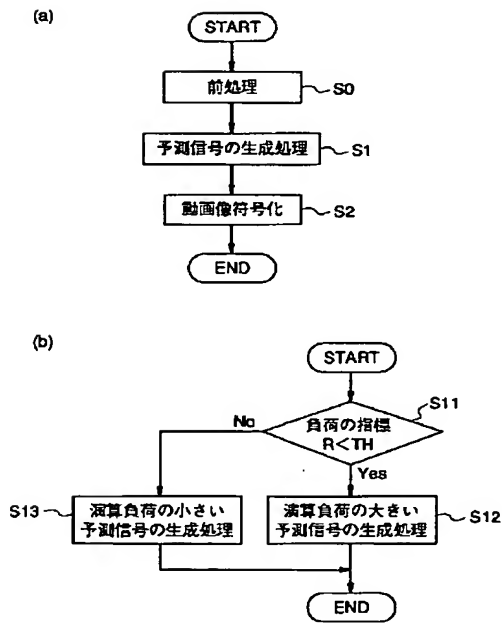 (a)
START
前処理
S0
予測信号の生成処理
S1
動画像符号化
S2
END
(b)
START
S11
負荷の指標
R<TH
No
Yes
S13
演算負荷の小さい
予測信号の生成処理
演算負荷の大きい
予測信号の生成処理
S12
END